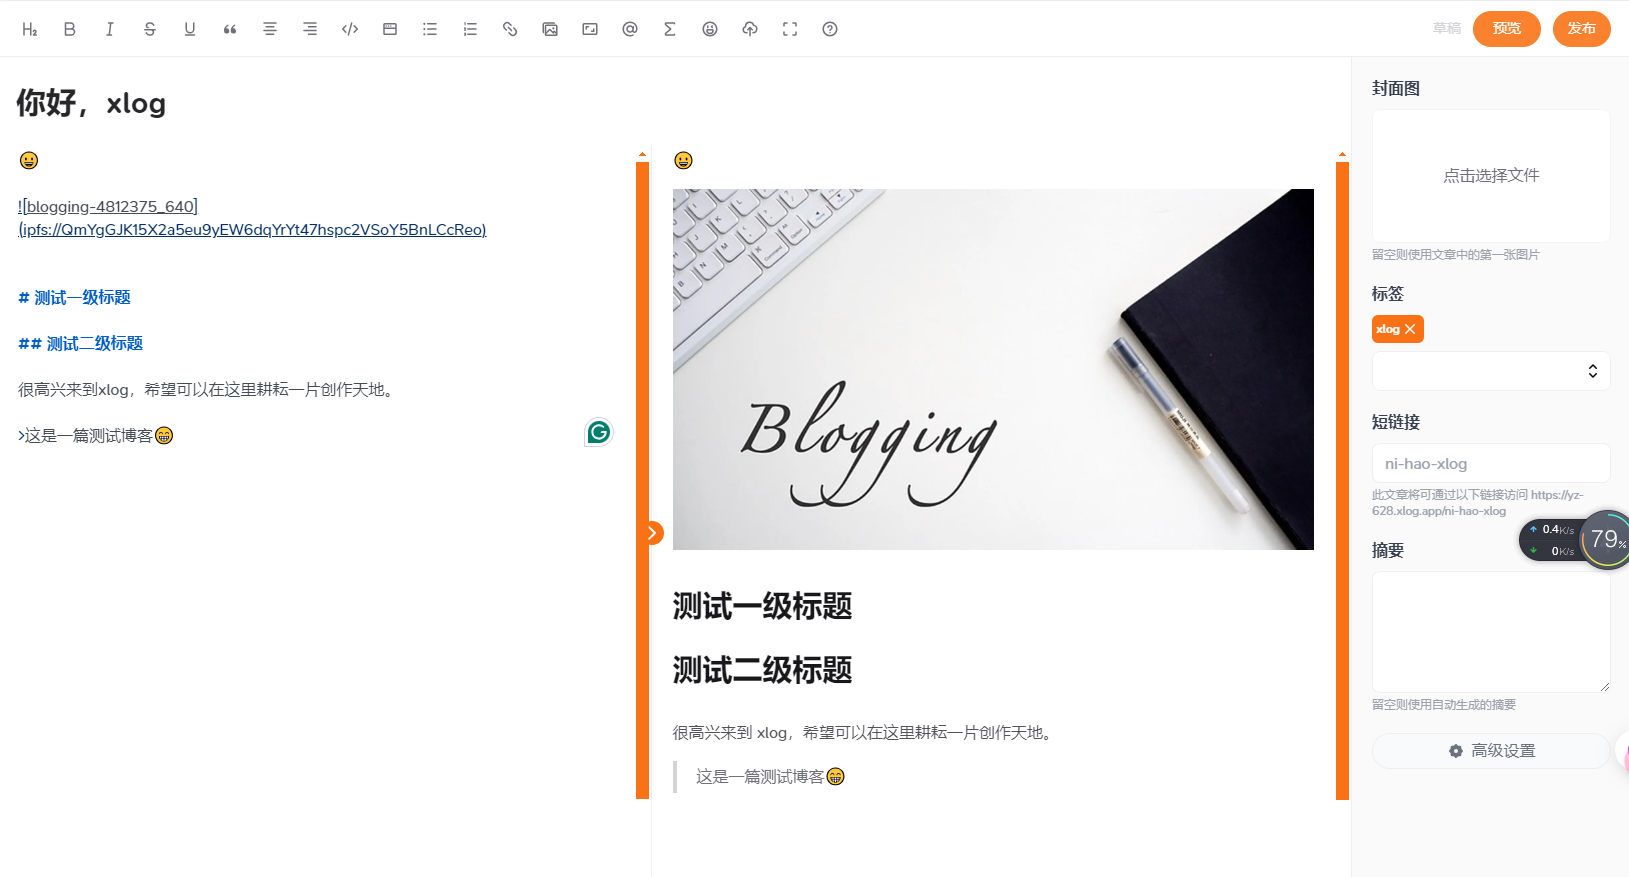 H₂ B I S U
草稿 预览 发布
你好，xlog
😀
![blogging-4812375_640]
(ipfs://QmYgGJK15X2a5eu9yEW6dqYrYt47hspc2VSoY5BnLCcReo)
# 测试一级标题
## 测试二级标题
很高兴来到xlog，希望可以在这里耕耘一片创作天地。
>这是一篇测试博客😁
😀
Blogging
测试一级标题
测试二级标题
很高兴来到 xlog，希望可以在这里耕耘一片创作天地。
这是一篇测试博客😁
封面图
点击选择文件
留空则使用文章中的第一张图片
标签
xlog
短链接
ni-hao-xlog
此文章将可通过以下链接访问 https://yz-
628.xlog.app/ni-hao-xlog
0.4K/s
0K/s
79%
摘要
留空则使用自动生成的摘要
高级设置